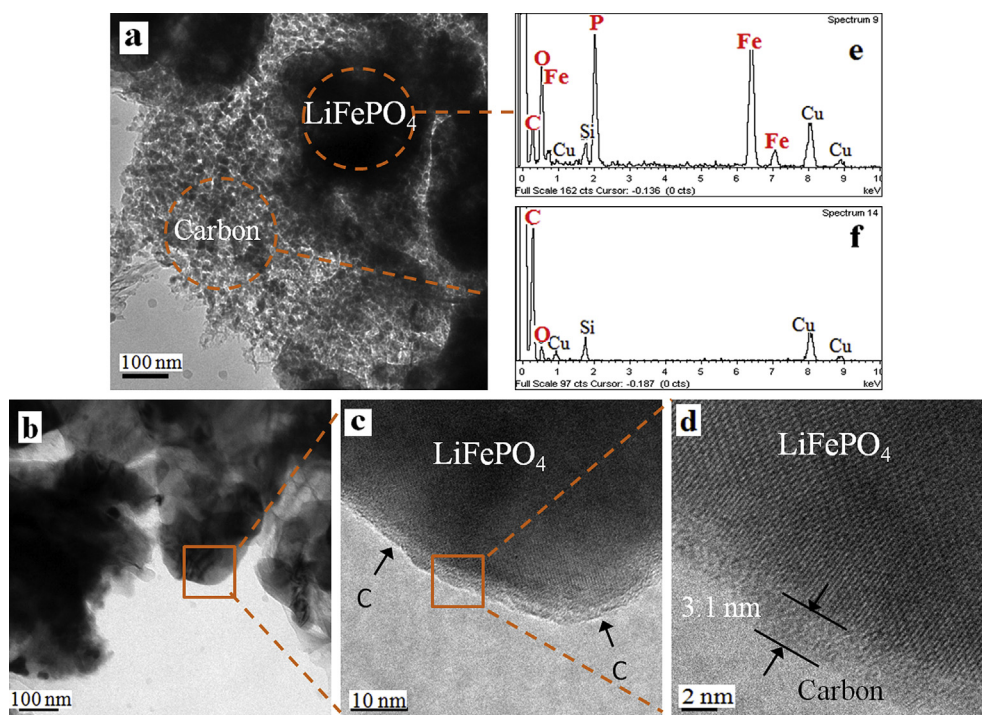 a
LiFePO4
Carbon
100 nm
Spectrum 9
e
P
Fe
O
Fe
C
Cu
Si
Fe
Cu
Cu
0 1 2 3 4 5 6 7 8 9 10
Full Scale 162 cts Cursor: -0.136 (0 cts)
keV
Spectrum 14
f
C
O
Cu
Si
Cu
Cu
0 1 2 3 4 5 6 7 8 9 10
Full Scale 97 cts Cursor: -0.187 (0 cts)
keV
b
100 nm
c
LiFePO4
C
C
10 nm
d
LiFePO4
3.1 nm
Carbon
2 nm